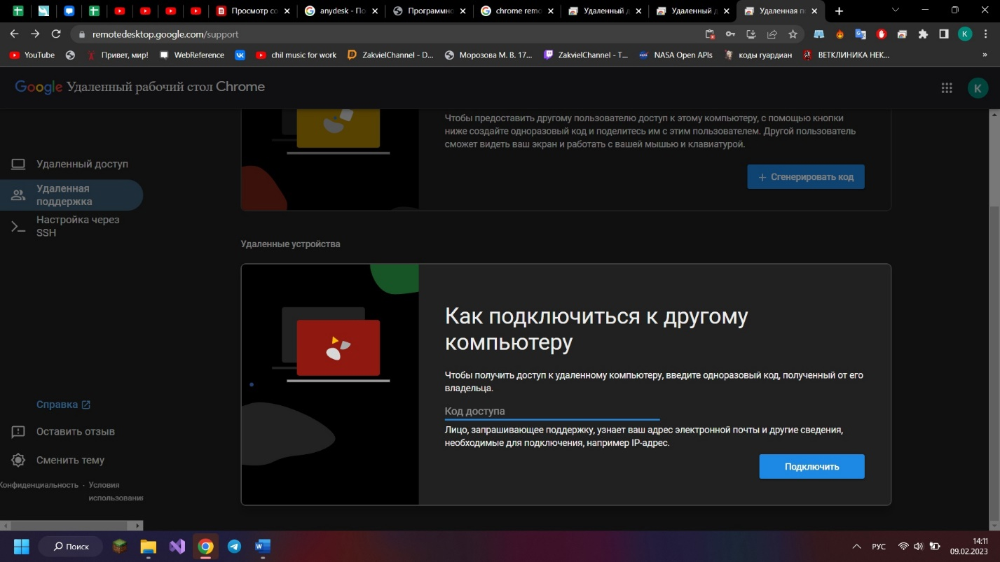 Просмотр со
anydesk - По
Программно
chrome remo
Удаленный д
Удаленный д
Удаленная п
remotedesktop.google.com/support
K
YouTube
Привет, мир!
WebReference
chil music for work
ZakvielChannel - D...
Морозова М. В. 17...
ZakvielChannel - T...
NASA Open APIs
коды гуардиан
ВЕТКЛИНИКА НЕК...
»
Google Удаленный рабочий стол Chrome
K
Чтобы предоставить другому пользователю доступ к этому компьютеру, с помощью кнопки
ниже создайте одноразовый код и поделитесь им с этим пользователем. Другой пользователь
сможет видеть ваш экран и работать с вашей мышью и клавиатурой.
+ Сгенерировать код
Удаленный доступ
Удаленная
поддержка
Настройка через
SSH
Удаленные устройства
Как подключиться к другому
компьютеру
Чтобы получить доступ к удаленному компьютеру, введите одноразовый код, полученный от его
владельца.
Код доступа
Лицо, запрашивающее поддержку, узнает ваш адрес электронной почты и другие сведения,
необходимые для подключения, например IP-адрес.
Подключить
Справка
Оставить отзыв
Сменить тему
Конфиденциальность · Условия
использования
Поиск
РУС
14:11
09.02.2023